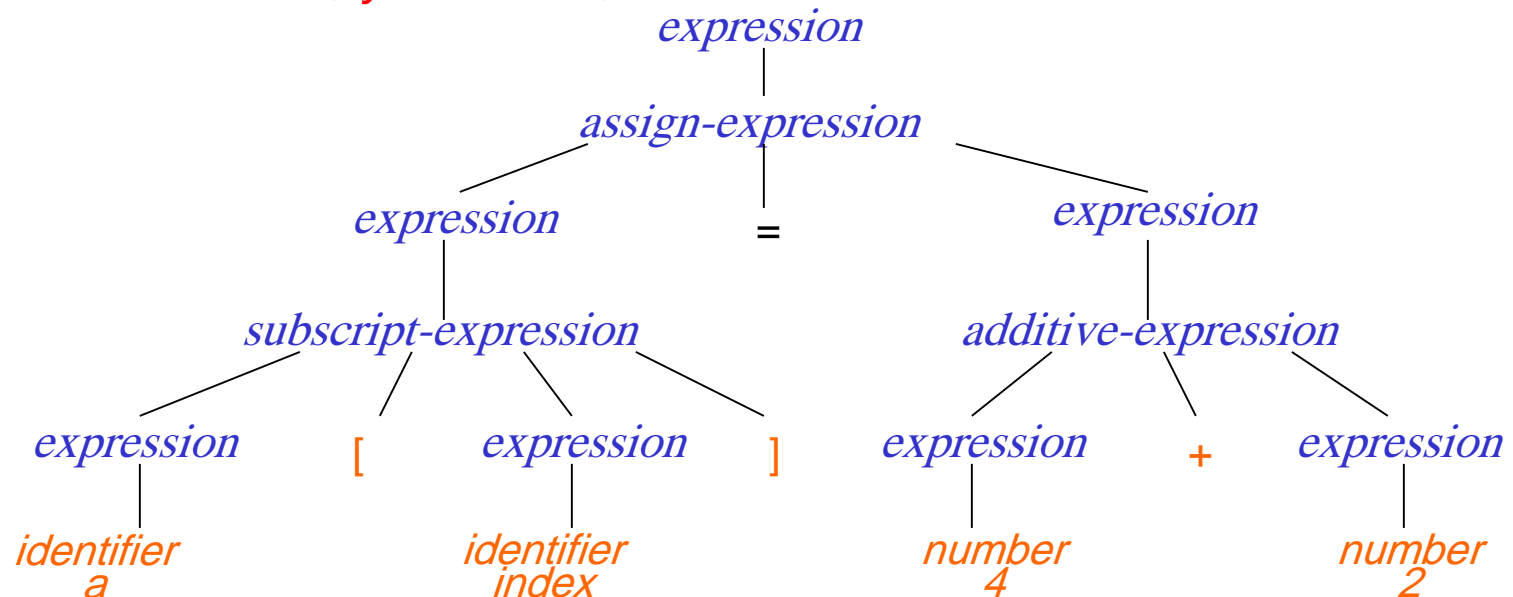 expression
assign-expression
expression = expression
subscript-expression additive-expression
expression [ expression ] expression + expression
identifier identifier number number
a index 4 2